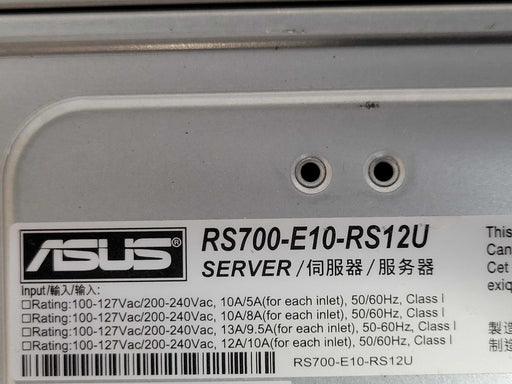 ASUS®
RS700-E10-RS12U
SERVER/伺服器/服务器
Input/輸入/输入:
□Rating:100-127Vac/200-240Vac, 10A/5A(for each inlet), 50/60Hz, Class I
□Rating:100-127Vac/200-240Vac, 10A/8A(for each inlet), 50/60Hz, Class I
□Rating:100-127Vac/200-240Vac, 13A/9.5A(for each inlet), 50-60Hz, Class I
□Rating:100-127Vac/200-240Vac, 12A/10A(for each inlet), 50/60Hz, Class I
RS700-E10-RS12U
This
Can
Cet
exiq
製造
制造